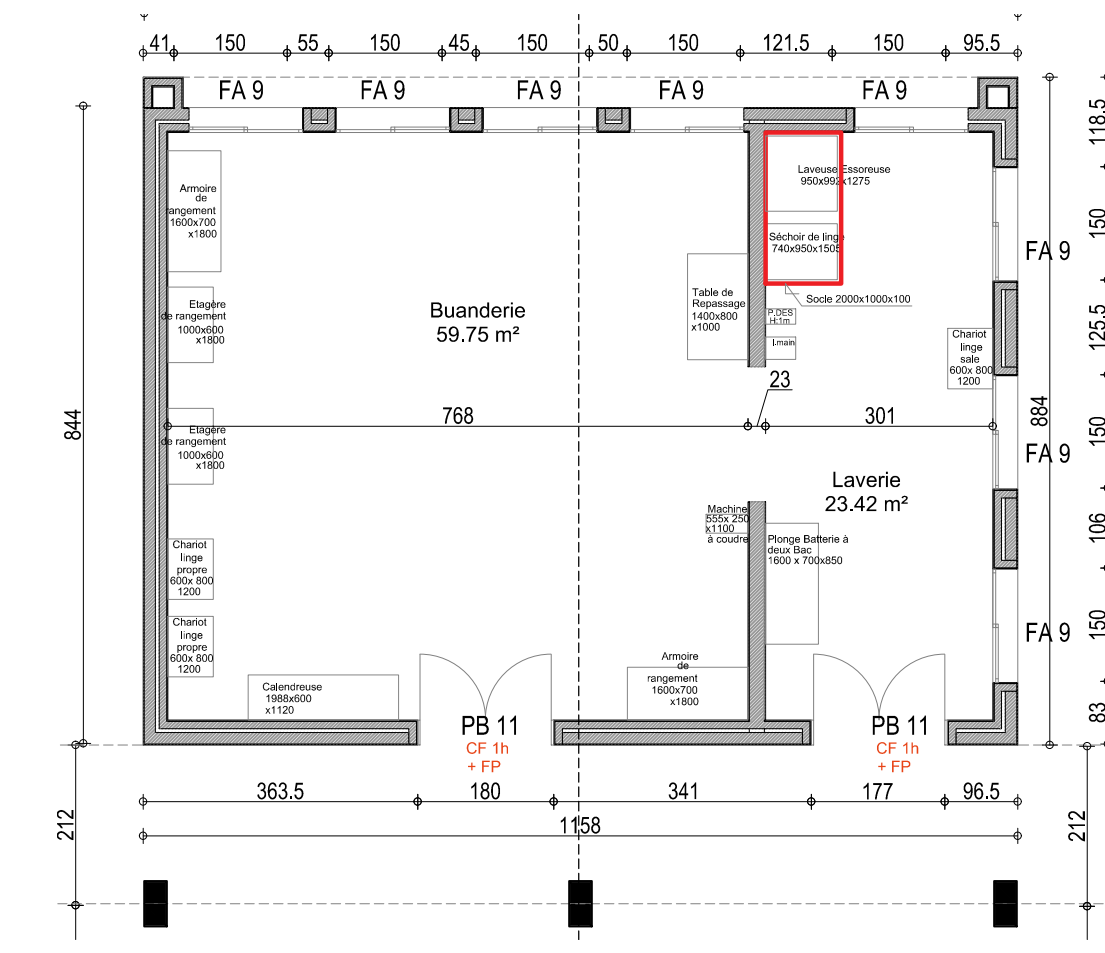 41 150 55 150 45 150 50 150 121.5 150 95.5
FA 9 FA 9 FA 9 FA 9 FA 9
118.5
150
125.5
150
106
150
83
FA 9
FA 9
FA 9
844
884
Armoire
de
rangement
1600x700
x1800
Etagère
de rangement
1000x600
x1800
Etagère
de rangement
1000x600
x1800
Chariot
linge
propre
600x 800
1200
Chariot
linge
propre
600x 800
1200
Calendreuse
1988x600
x1120
Buanderie
59.75 m²
Table de
Repassage
1400x800
x1000
Laveuse Essoreuse
950x992x1275
Séchoir de linge
740x950x1505
Socle 2000x1000x100
P.DES
H:1m
l.main
Chariot
linge
sale
600x 800
1200
768 23 301
Laverie
23.42 m²
Machine
555x 250
x1100
à coudre
Plonge Batterie à
deux Bac
1600 x 700x850
Armoire
de
rangement
1600x700
x1800
PB 11
CF 1h
+ FP
PB 11
CF 1h
+ FP
363.5 180 341 177 96.5
1158
212
212